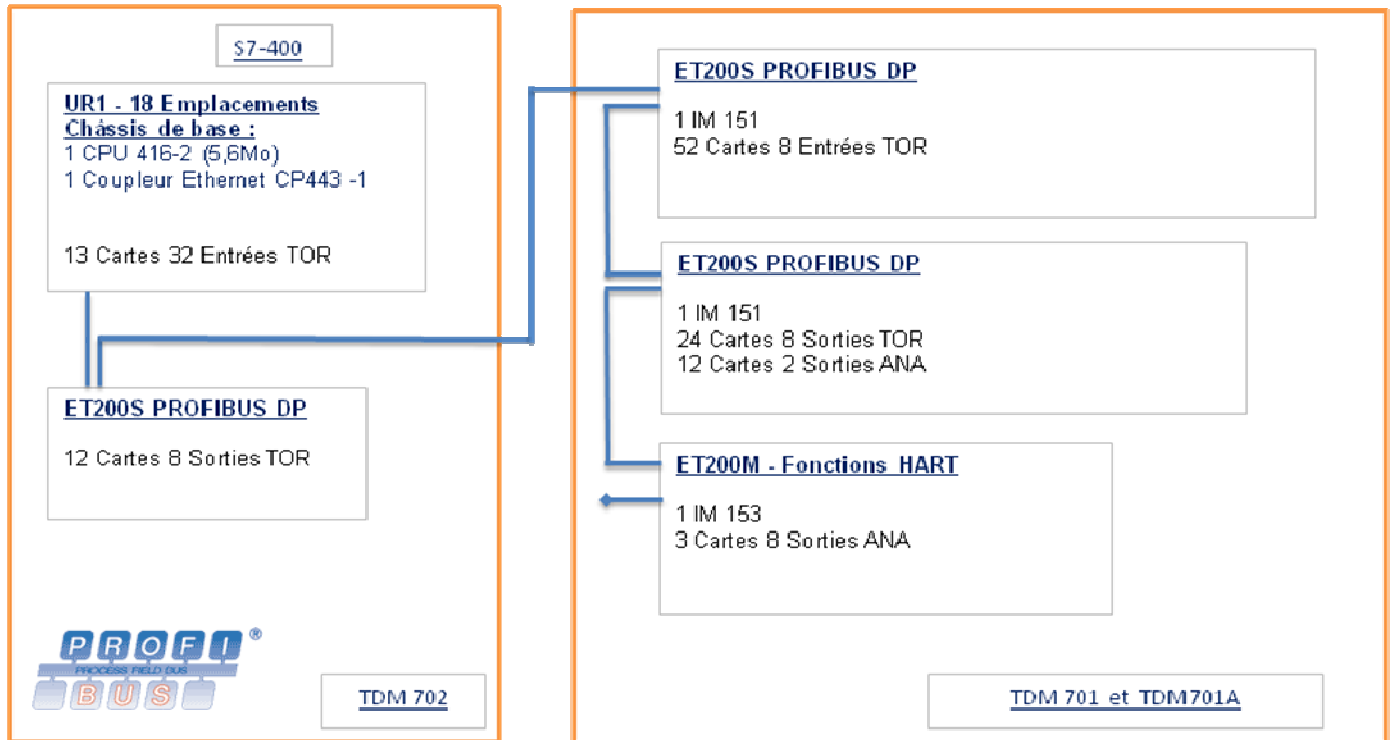 S7-400
UR1 - 18 Emplacements
Châssis de base :
1 CPU 416-2 (5,6Mo)
1 Coupleur Ethernet CP443 -1
13 Cartes 32 Entrées TOR
ET200S PROFIBUS DP
12 Cartes 8 Sorties TOR
PROFI®
PROCESS FIELD BUS
BUS
TDM 702
ET200S PROFIBUS DP
1 IM 151
52 Cartes 8 Entrées TOR
ET200S PROFIBUS DP
1 IM 151
24 Cartes 8 Sorties TOR
12 Cartes 2 Sorties ANA
ET200M - Fonctions HART
1 IM 153
3 Cartes 8 Sorties ANA
TDM 701 et TDM701A